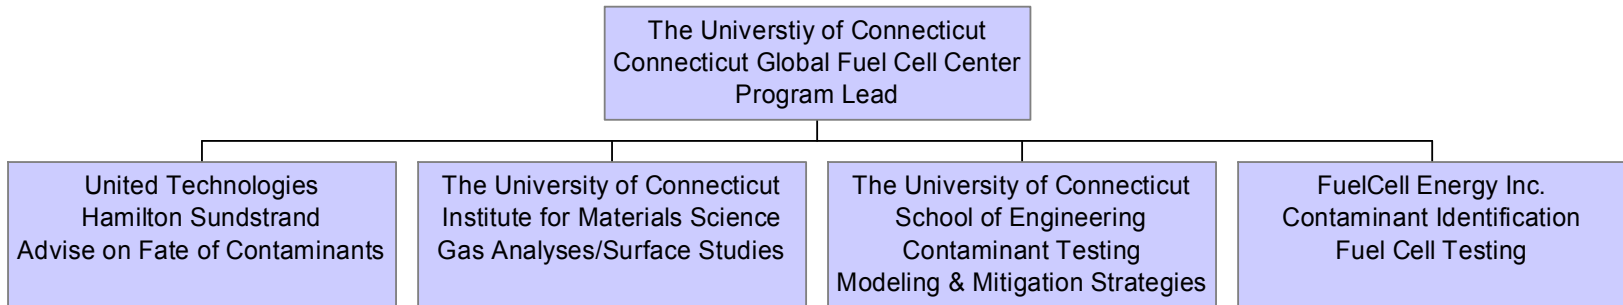 The Universtiy of Connecticut
Connecticut Global Fuel Cell Center
Program Lead
United Technologies
Hamilton Sundstrand
Advise on Fate of Contaminants
The University of Connecticut
Institute for Materials Science
Gas Analyses/Surface Studies
The University of Connecticut
School of Engineering
Contaminant Testing
Modeling & Mitigation Strategies
FuelCell Energy Inc.
Contaminant Identification
Fuel Cell Testing